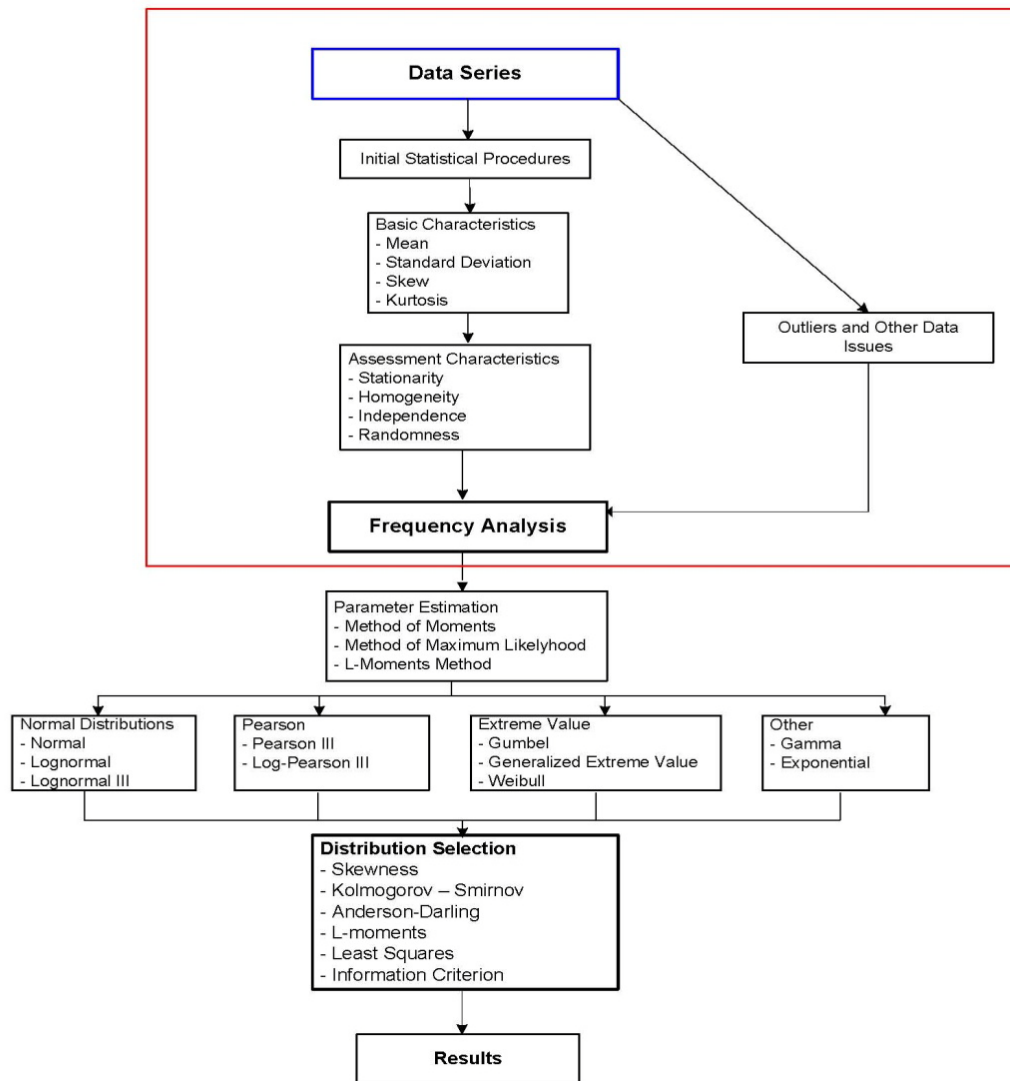 Data Series
Initial Statistical Procedures
Basic Characteristics
- Mean
- Standard Deviation
- Skew
- Kurtosis
Outliers and Other Data
Issues
Assessment Characteristics
- Stationarity
- Homogeneity
- Independence
- Randomness
Frequency Analysis
Parameter Estimation
- Method of Moments
- Method of Maximum Likelyhood
- L-Moments Method
Normal Distributions
- Normal
- Lognormal
- Lognormal III
Pearson
- Pearson III
- Log-Pearson III
Extreme Value
- Gumbel
- Generalized Extreme Value
- Weibull
Other
- Gamma
- Exponential
Distribution Selection
- Skewness
- Kolmogorov – Smirnov
- Anderson-Darling
- L-moments
- Least Squares
- Information Criterion
Results